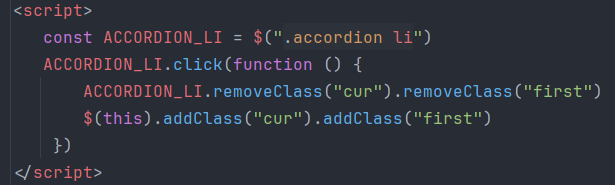 <script>
const ACCORDION_LI = $(".accordion li")
ACCORDION_LI.click(function () {
ACCORDION_LI.removeClass("cur").removeClass("first")
$(this).addClass("cur").addClass("first")
})
</script>